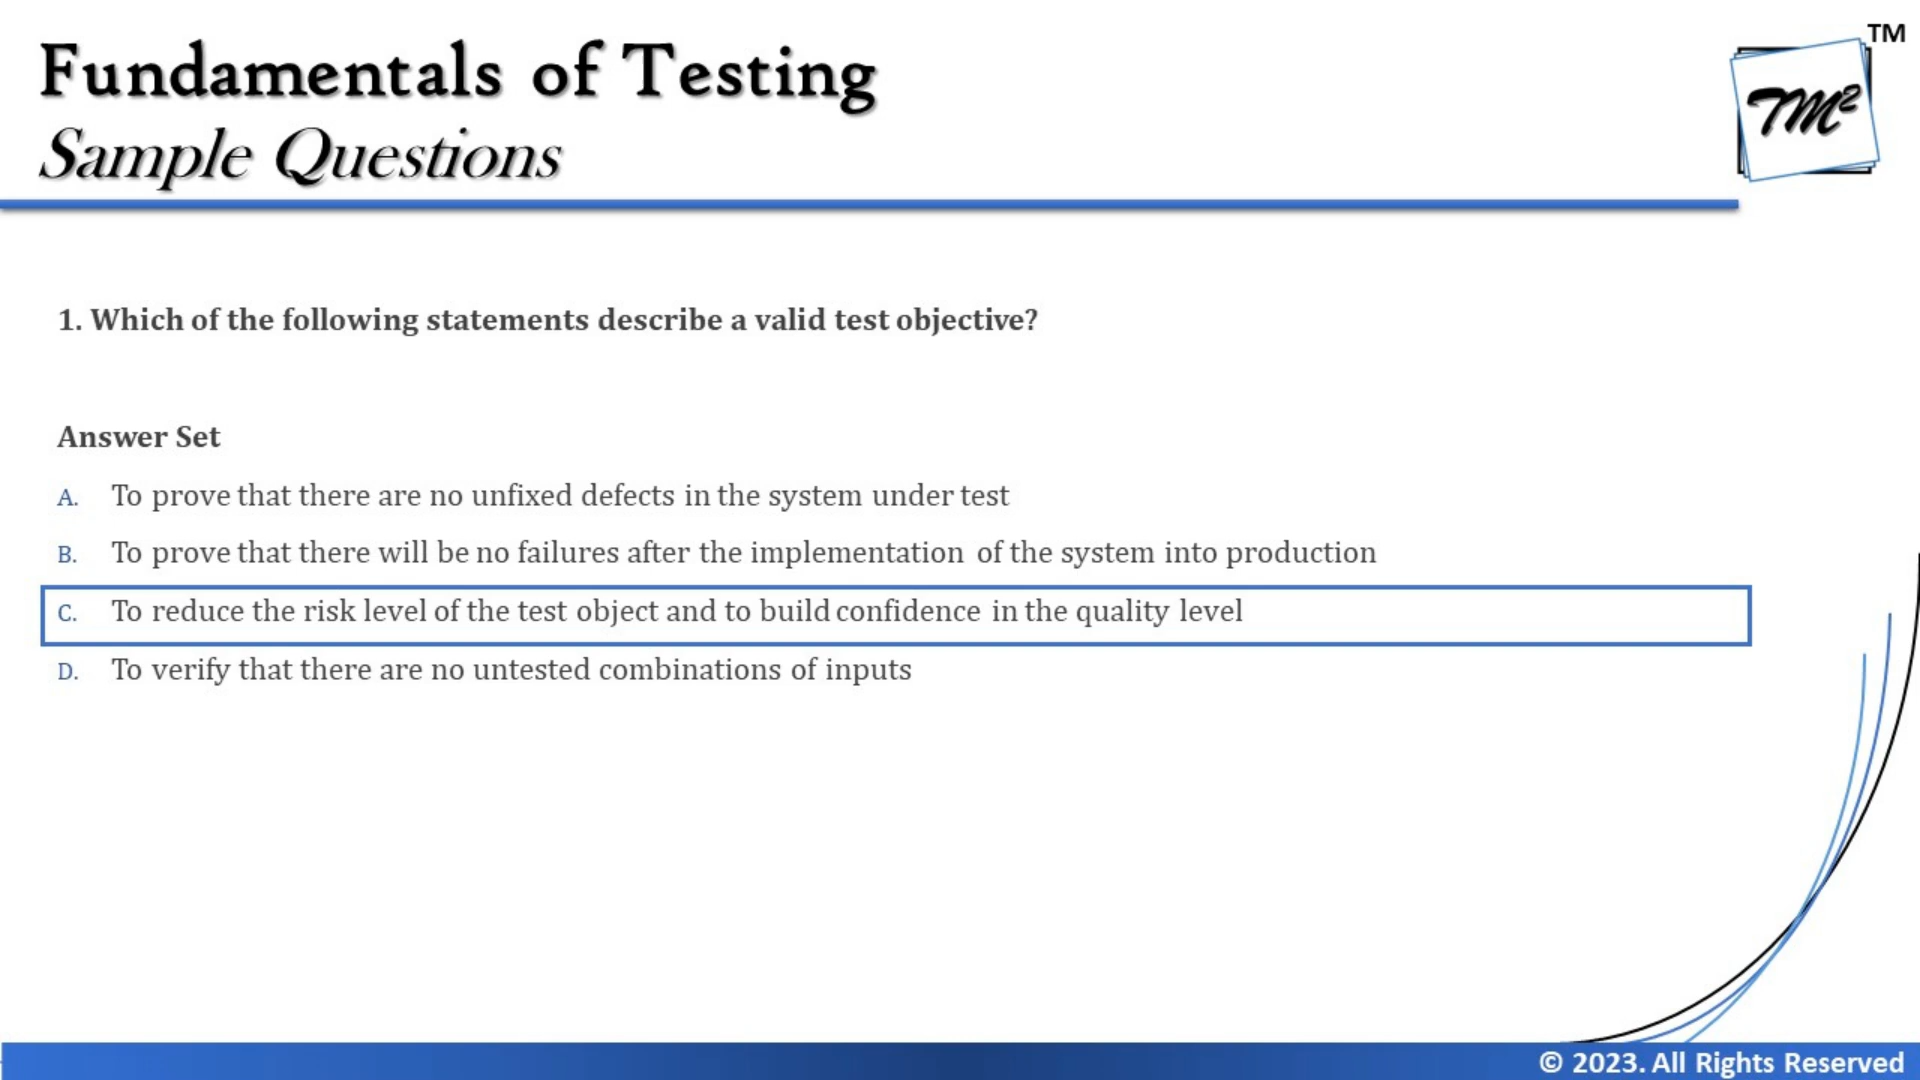 Fundamentals of Testing
Sample Questions
TM
TM²
1. Which of the following statements describe a valid test objective?
Answer Set
A. To prove that there are no unfixed defects in the system under test
B. To prove that there will be no failures after the implementation of the system into production
C. To reduce the risk level of the test object and to build confidence in the quality level
D. To verify that there are no untested combinations of inputs
© 2023. All Rights Reserved